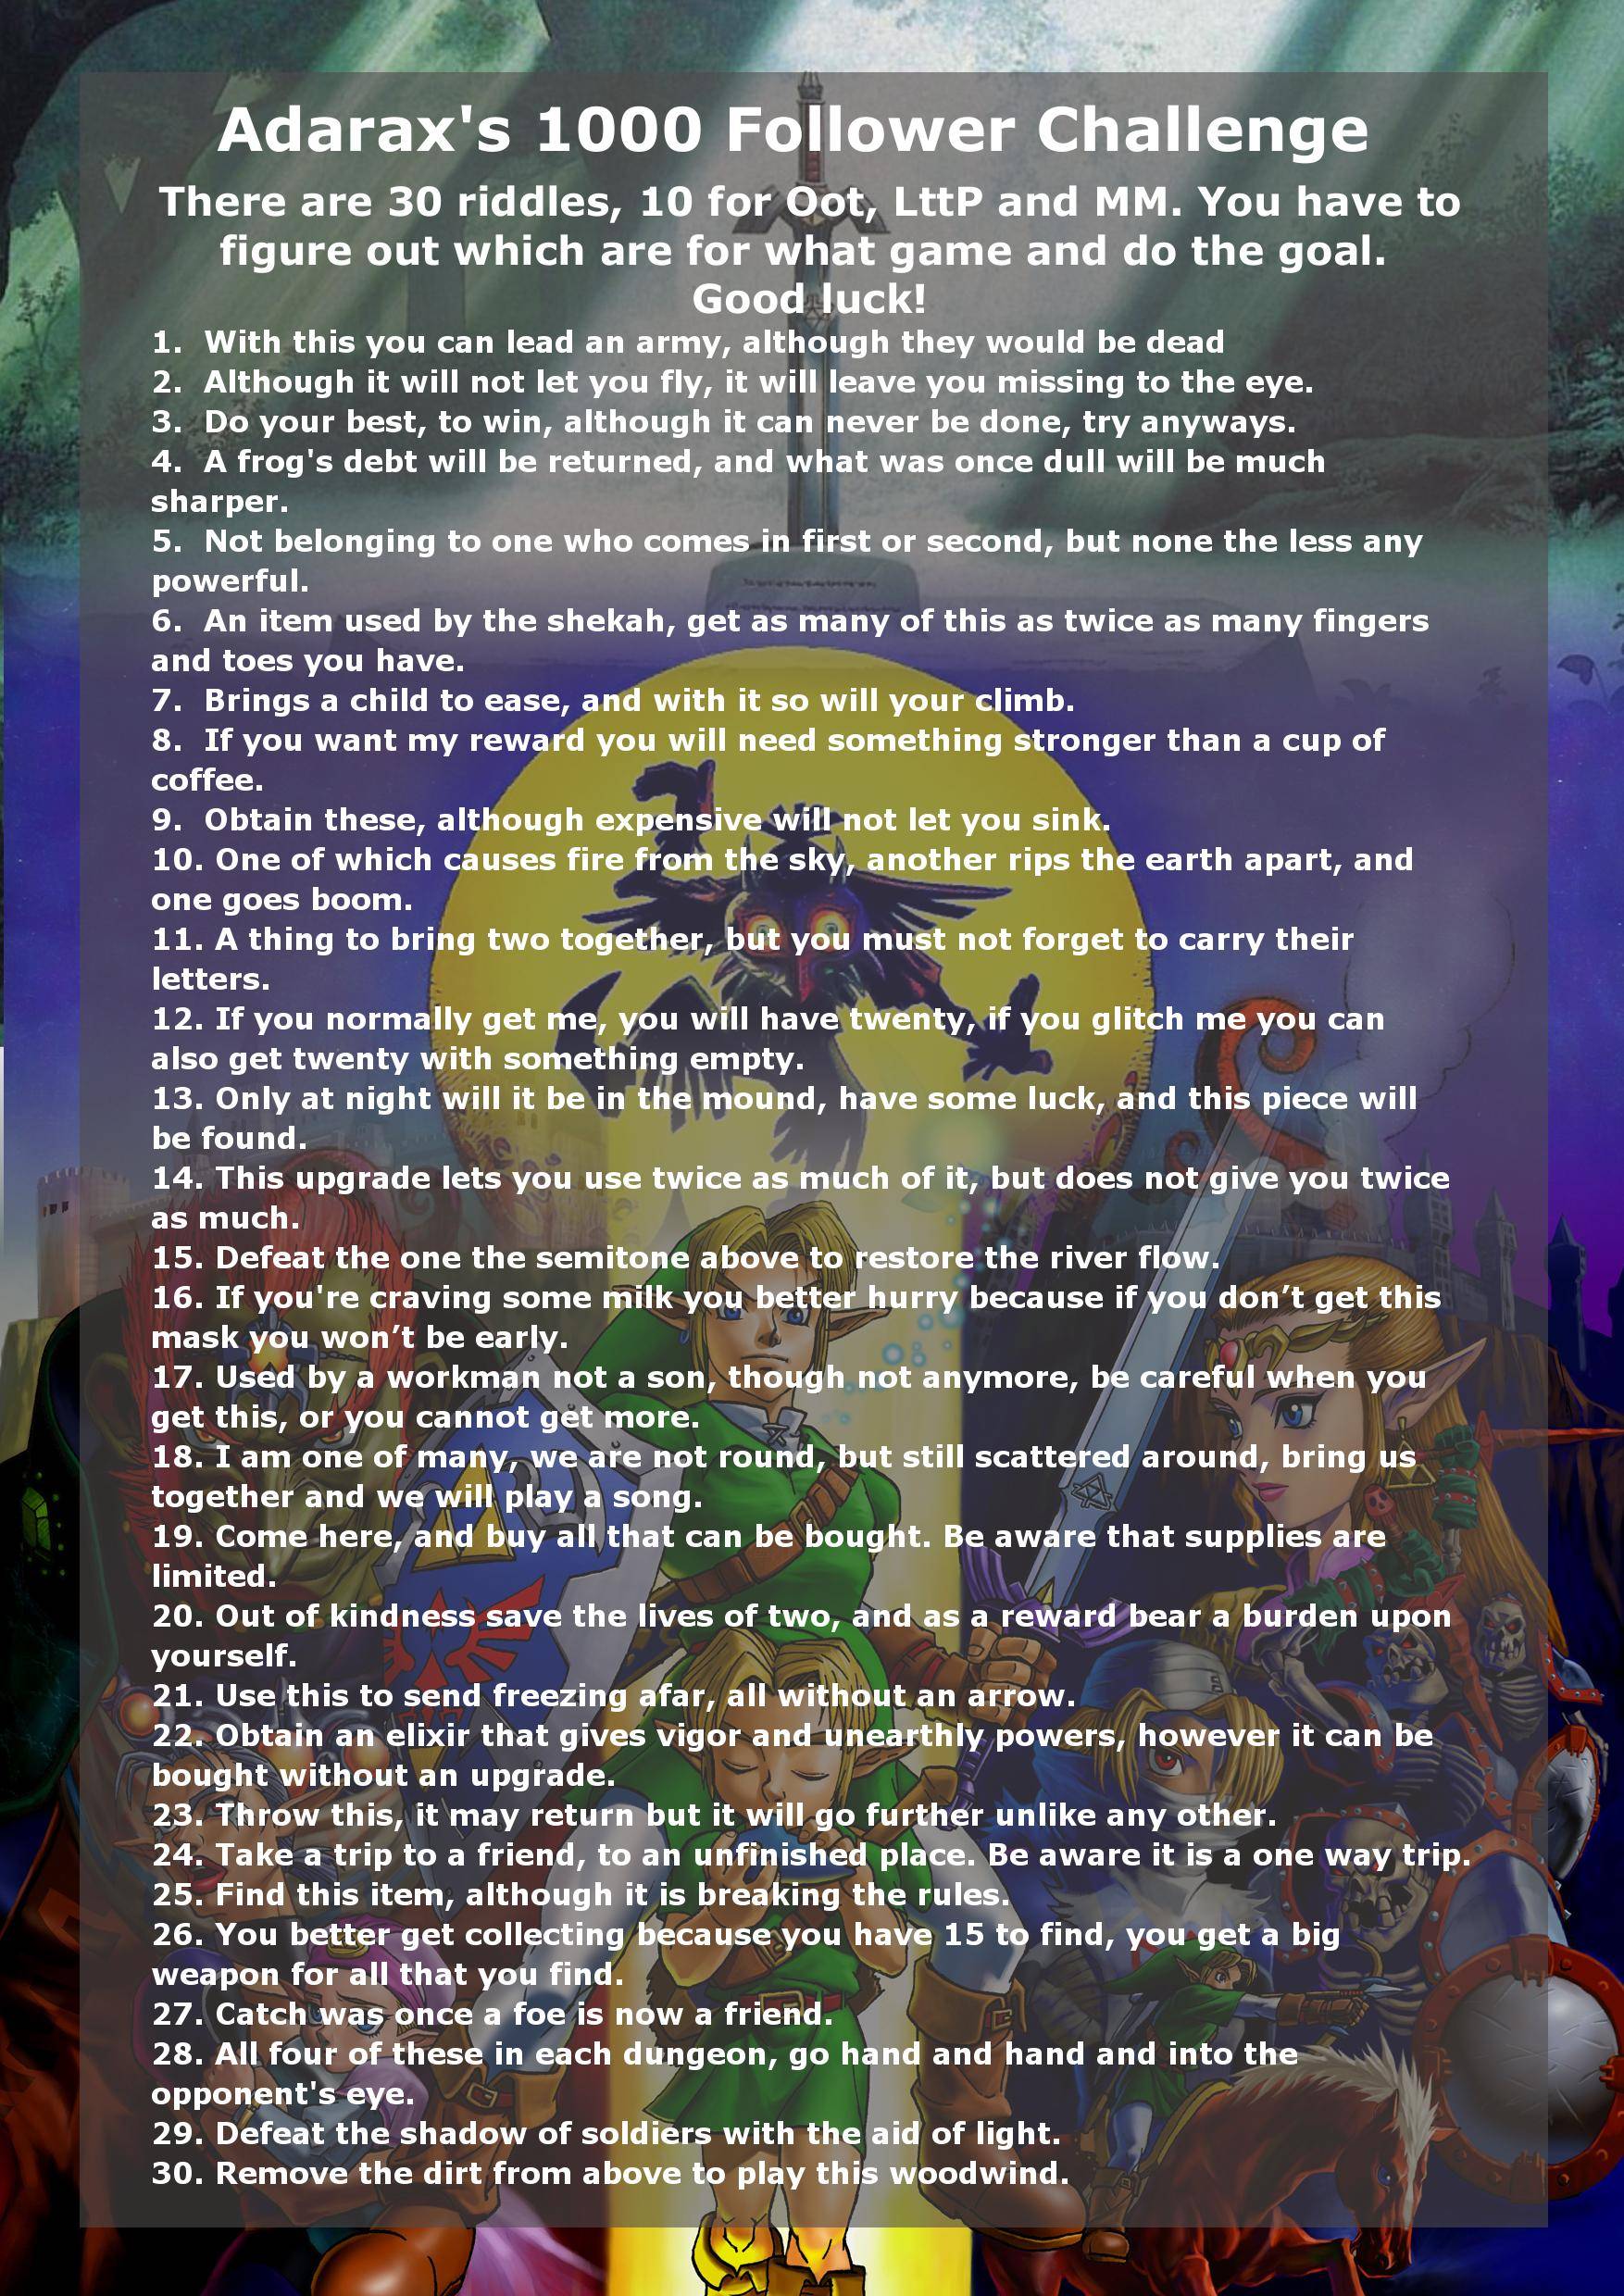 Adarax's 1000 Follower Challenge
There are 30 riddles, 10 for Oot, LttP and MM. You have to
figure out which are for what game and do the goal.
Good luck!
1. With this you can lead an army, although they would be dead
2. Although it will not let you fly, it will leave you missing to the eye.
3. Do your best, to win, although it can never be done, try anyways.
4. A frog's debt will be returned, and what was once dull will be much
sharper.
5. Not belonging to one who comes in first or second, but none the less any
powerful.
6. An item used by the shekah, get as many of this as twice as many fingers
and toes you have.
7. Brings a child to ease, and with it so will your climb.
8. If you want my reward you will need something stronger than a cup of
coffee.
9. Obtain these, although expensive will not let you sink.
10. One of which causes fire from the sky, another rips the earth apart, and
one goes boom.
11. A thing to bring two together, but you must not forget to carry their
letters.
12. If you normally get me, you will have twenty, if you glitch me you can
also get twenty with something empty.
13. Only at night will it be in the mound, have some luck, and this piece will
be found.
14. This upgrade lets you use twice as much of it, but does not give you twice
as much.
15. Defeat the one the semitone above to restore the river flow.
16. If you're craving some milk you better hurry because if you don’t get this
mask you won’t be early.
17. Used by a workman not a son, though not anymore, be careful when you
get this, or you cannot get more.
18. I am one of many, we are not round, but still scattered around, bring us
together and we will play a song.
19. Come here, and buy all that can be bought. Be aware that supplies are
limited.
20. Out of kindness save the lives of two, and as a reward bear a burden upon
yourself.
21. Use this to send freezing afar, all without an arrow.
22. Obtain an elixir that gives vigor and unearthly powers, however it can be
bought without an upgrade.
23. Throw this, it may return but it will go further unlike any other.
24. Take a trip to a friend, to an unfinished place. Be aware it is a one way trip.
25. Find this item, although it is breaking the rules.
26. You better get collecting because you have 15 to find, you get a big
weapon for all that you find.
27. Catch was once a foe is now a friend.
28. All four of these in each dungeon, go hand and hand and into the
opponent's eye.
29. Defeat the shadow of soldiers with the aid of light.
30. Remove the dirt from above to play this woodwind.